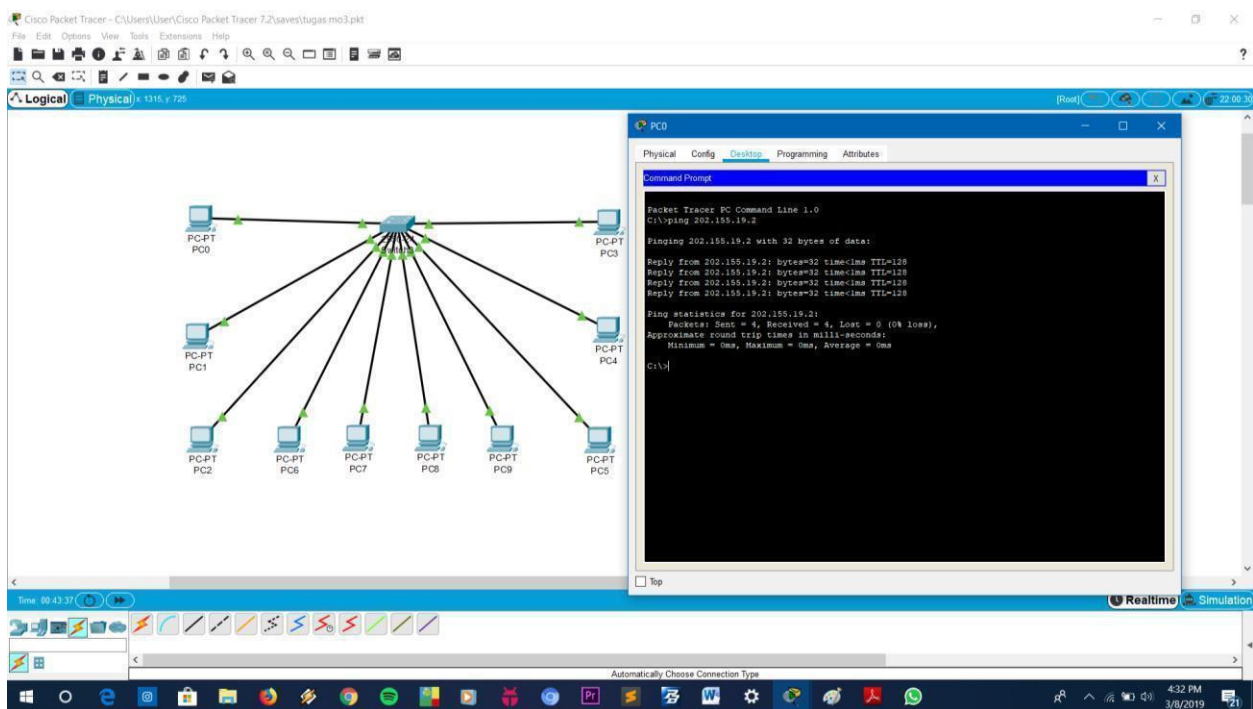 Cisco Packet Tracer - C:\Users\User\Cisco Packet Tracer 7.2\saves\tugas mo3.pkt
File Edit Options View Tools Extensions Help
?
Logical Physical x: 1315, y: 725
[Root] 22:00:30
PC0
Physical Config Desktop Programming Attributes
Command Prompt X
Packet Tracer PC Command Line 1.0
C:\>ping 202.155.19.2
Pinging 202.155.19.2 with 32 bytes of data:
Reply from 202.155.19.2: bytes=32 time<1ms TTL=128
Reply from 202.155.19.2: bytes=32 time<1ms TTL=128
Reply from 202.155.19.2: bytes=32 time<1ms TTL=128
Reply from 202.155.19.2: bytes=32 time<1ms TTL=128
Ping statistics for 202.155.19.2:
Packets: Sent = 4, Received = 4, Lost = 0 (0% loss),
Approximate round trip times in milli-seconds:
Minimum = 0ms, Maximum = 0ms, Average = 0ms
C:\>
Top
PC-PT
PC0
PC-PT
PC3
PC-PT
PC1
PC-PT
PC4
PC-PT
PC2
PC-PT
PC6
PC-PT
PC7
PC-PT
PC8
PC-PT
PC9
PC-PT
PC5
Time: 00:43:37
Realtime Simulation
Automatically Choose Connection Type
Pr
4:32 PM
3/8/2019
21